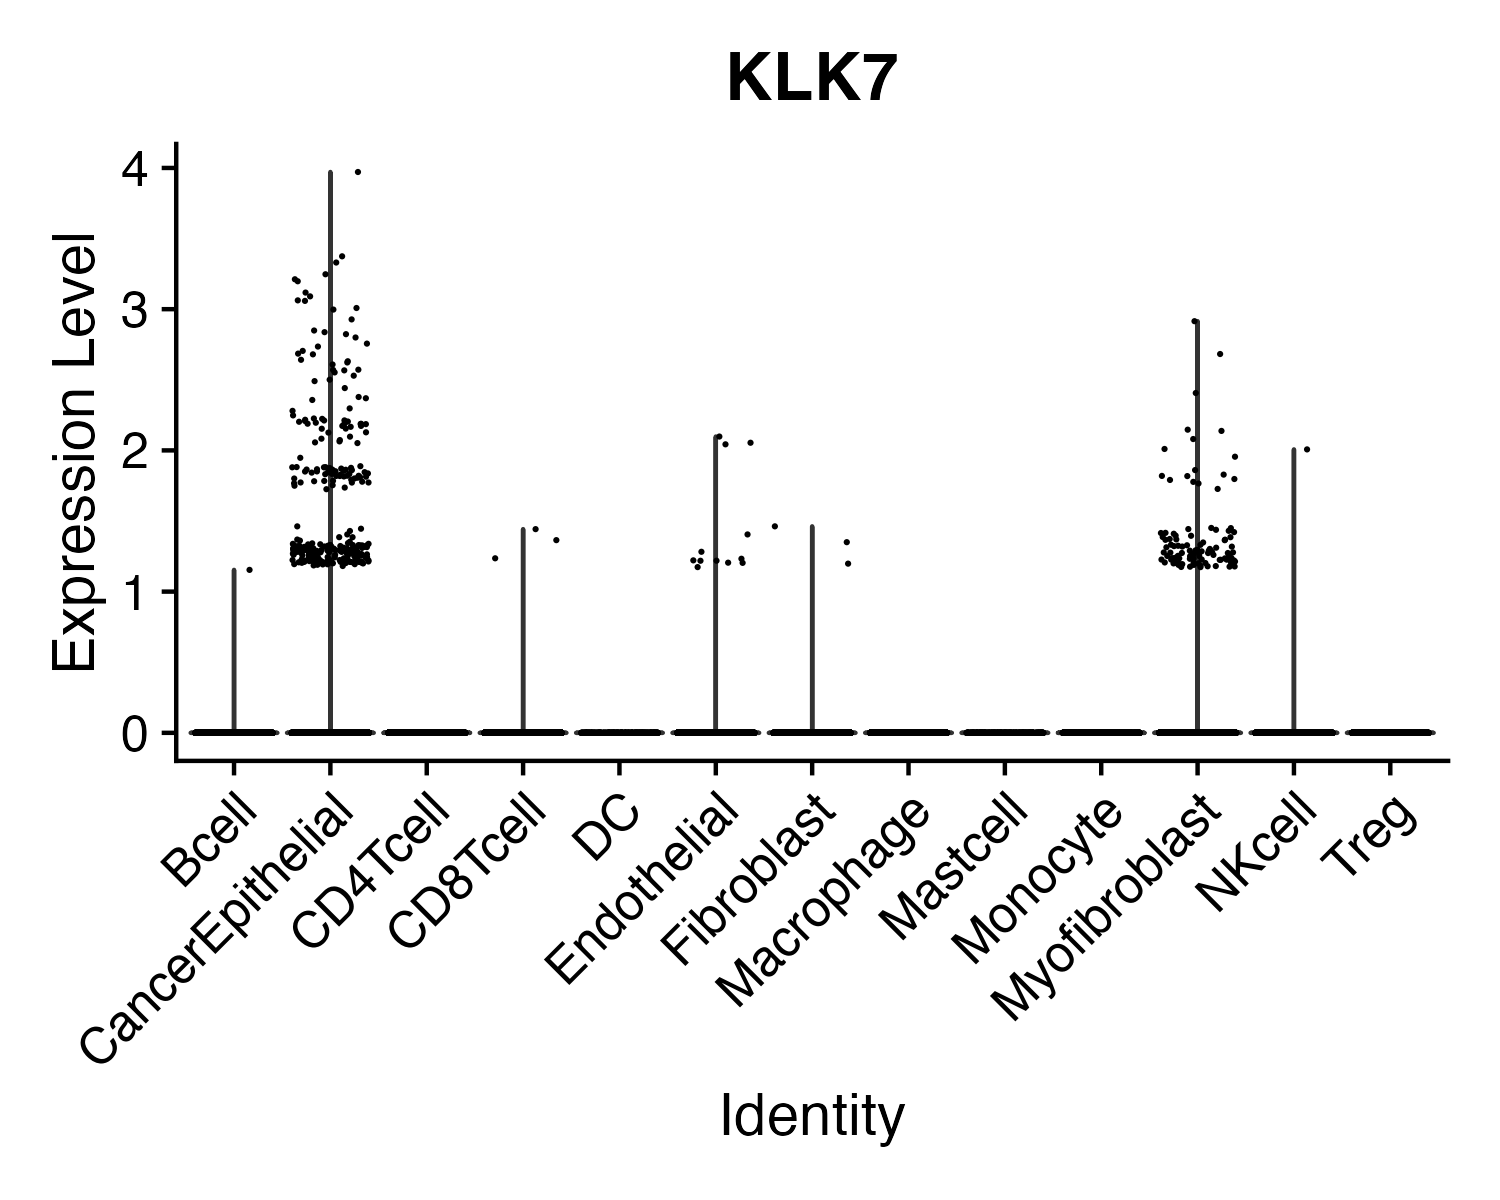 KLK7
Expression Level
4
3
2
1
0
Bcell
CancerEpithelial
CD4Tcell
CD8Tcell
DC
Endothelial
Fibroblast
Macrophage
Mastcell
Monocyte
Myofibroblast
NKcell
Treg
Identity